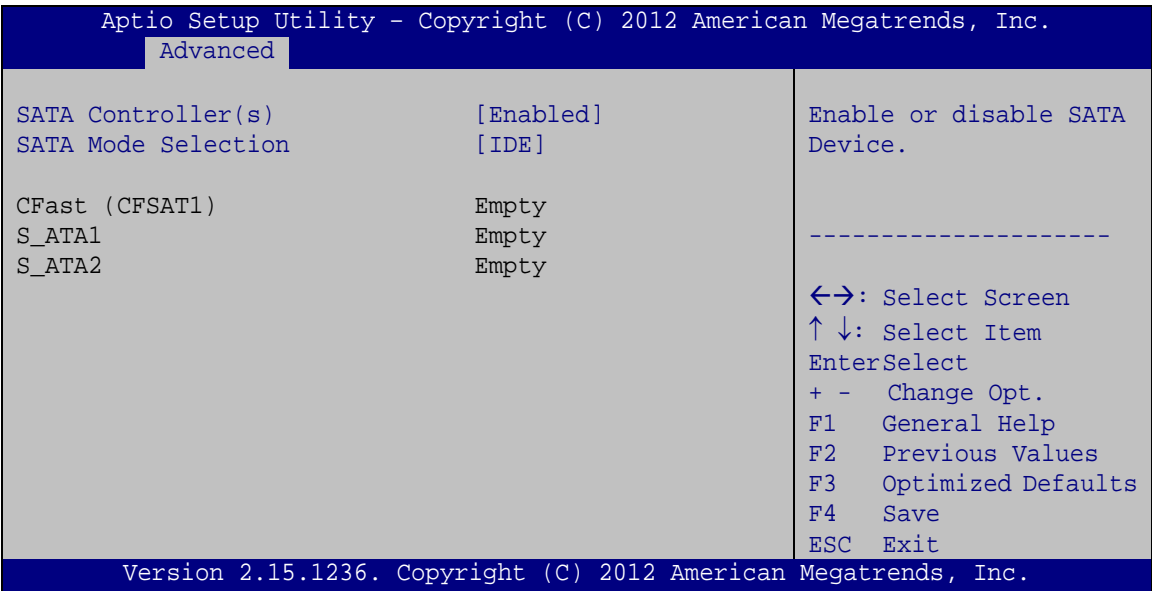 Aptio Setup Utility – Copyright (C) 2012 American Megatrends, Inc.
Advanced
SATA Controller(s) [Enabled]
SATA Mode Selection [IDE]
CFast (CFSAT1) Empty
S_ATA1 Empty
S_ATA2 Empty
Enable or disable SATA
Device.
---------------------
←→: Select Screen
↑ ↓: Select Item
EnterSelect
+ - Change Opt.
F1 General Help
F2 Previous Values
F3 Optimized Defaults
F4 Save
ESC Exit
Version 2.15.1236. Copyright (C) 2012 American Megatrends, Inc.